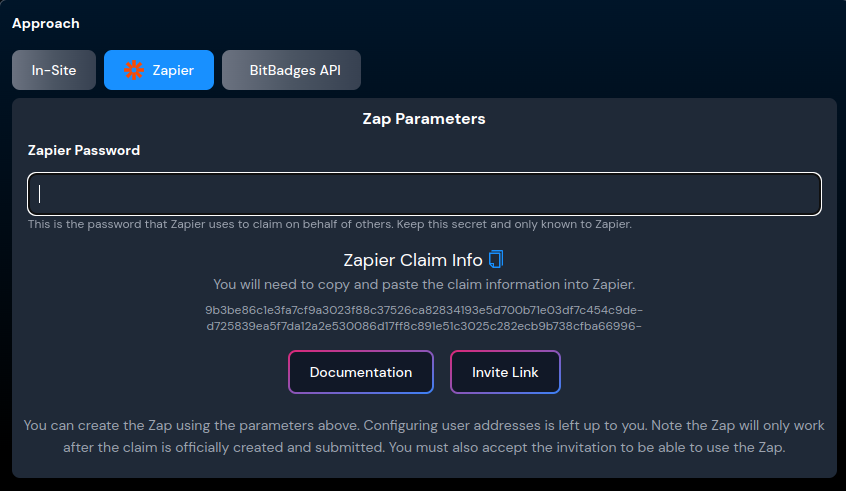 Approach
In-Site Zapier BitBadges API
Zap Parameters
Zapier Password
This is the password that Zapier uses to claim on behalf of others. Keep this secret and only known to Zapier.
Zapier Claim Info
You will need to copy and paste the claim information into Zapier.
9b3be86c1e3fa7cf9a3023f88c37526ca82834193e5d700b71e03df7c454c9de-
d725839ea5f7da12a2e530086d17ff8c891e51c3025c282ecb9b738cfba66996-
Documentation Invite Link
You can create the Zap using the parameters above. Configuring user addresses is left up to you. Note the Zap will only work
after the claim is officially created and submitted. You must also accept the invitation to be able to use the Zap.